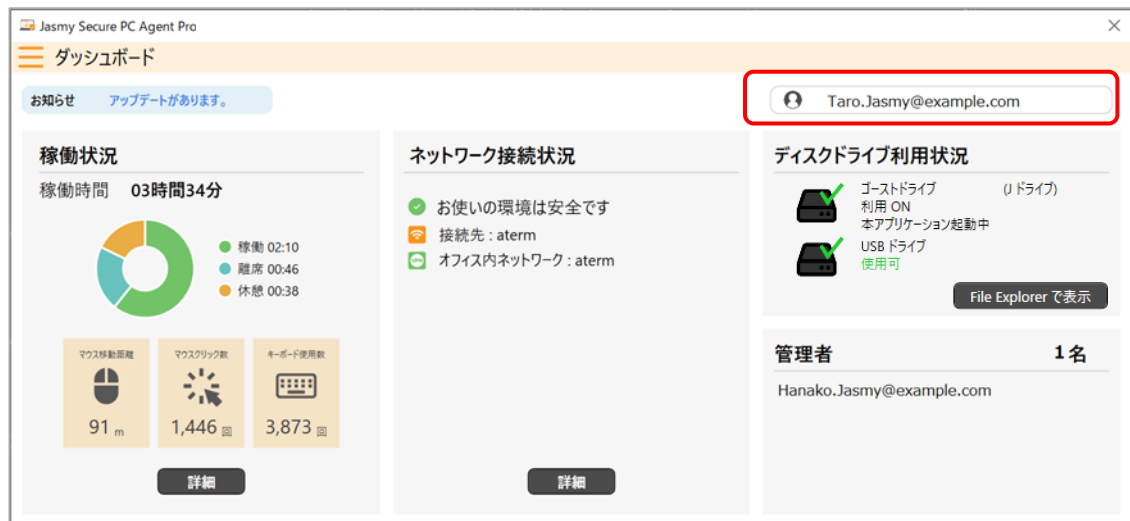 Jasmy Secure PC Agent Pro
ダッシュボード
お知らせ アップデートがあります。
Taro.Jasmy@example.com
稼働状況
稼働時間 03時間34分
稼働 02:10
離席 00:46
休憩 00:38
マウス移動距離
91 m
マウスクリック数
1,446 回
キーボード使用数
3,873 回
詳細
ネットワーク接続状況
お使いの環境は安全です
接続先 : aterm
VPN オフィス内ネットワーク : aterm
詳細
ディスクドライブ利用状況
ゴーストドライブ (J ドライブ)
利用 ON
本アプリケーション起動中
USB ドライブ
使用可
File Explorer で表示
管理者 1名
Hanako.Jasmy@example.com